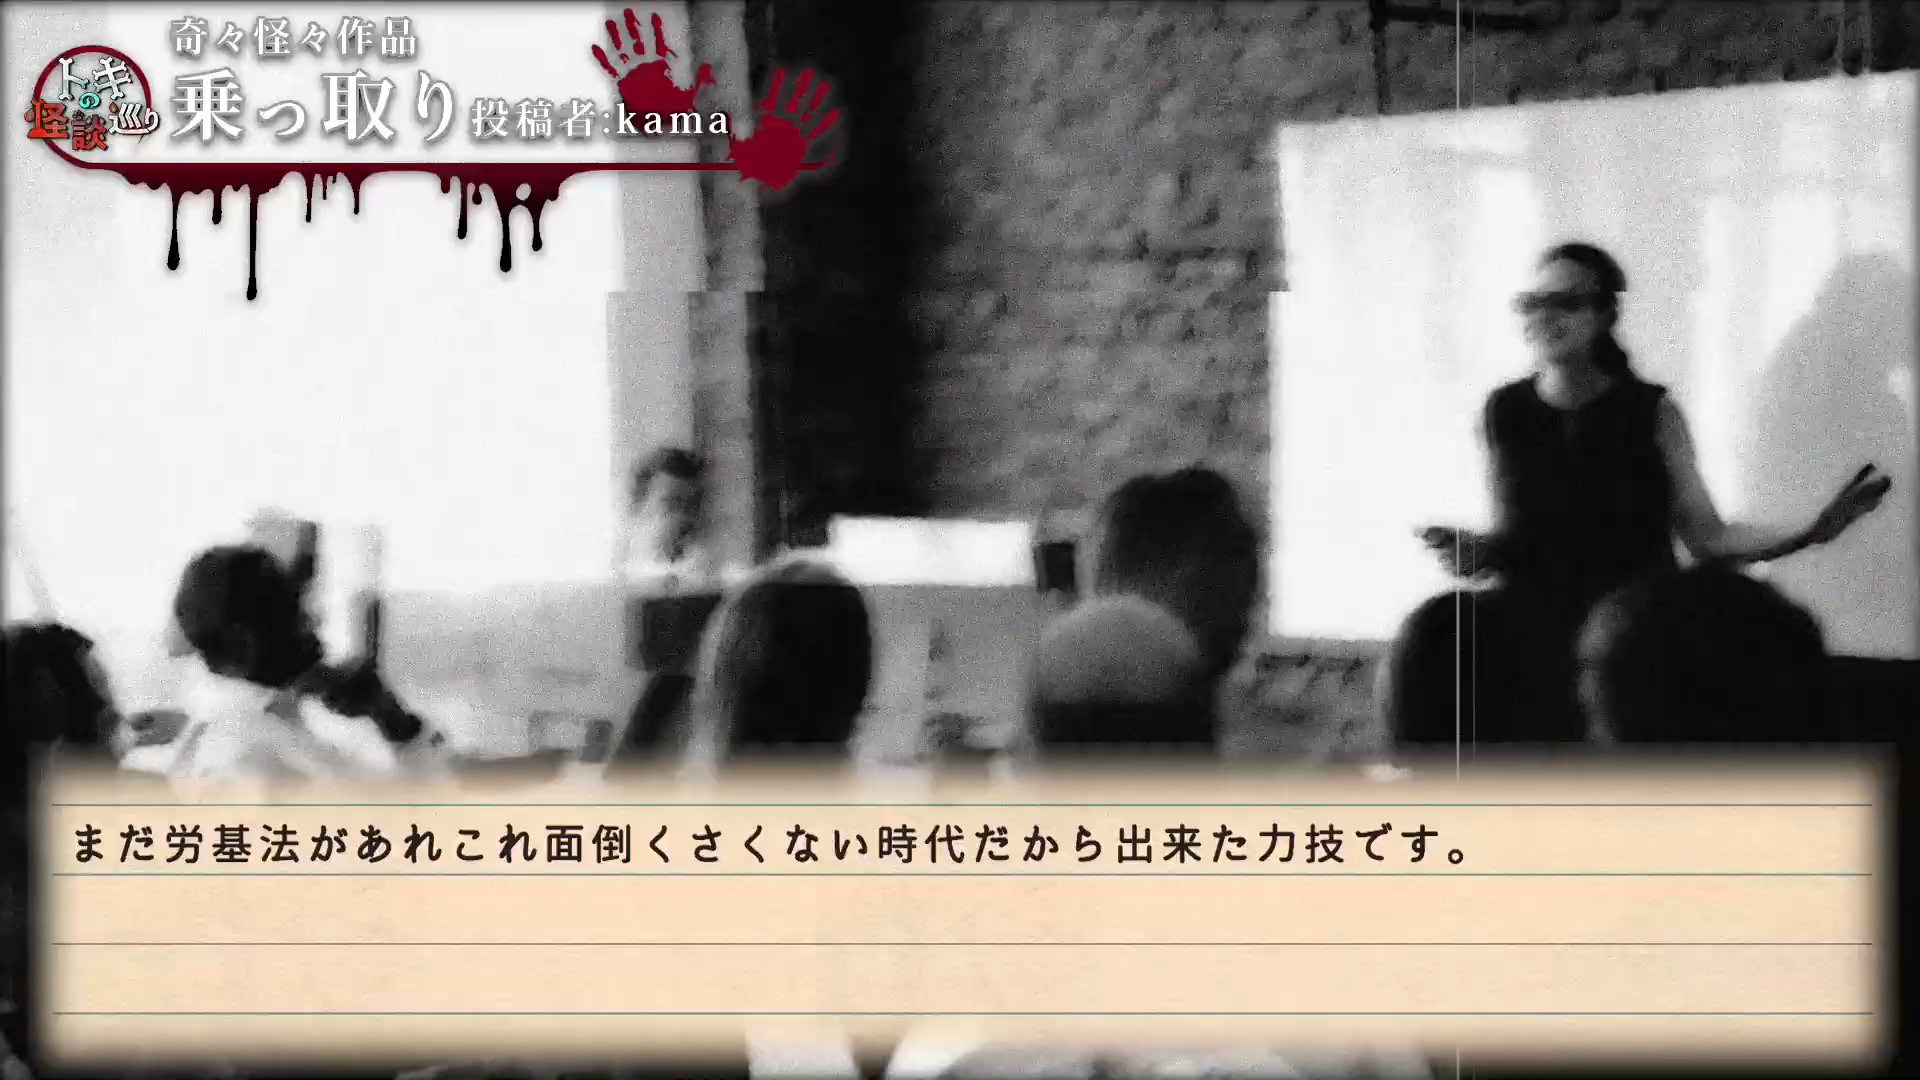 奇々怪々作品
トキの怪談巡り
乗っ取り 投稿者:kama
まだ労基法があれこれ面倒くさくない時代だから出来た力技です。